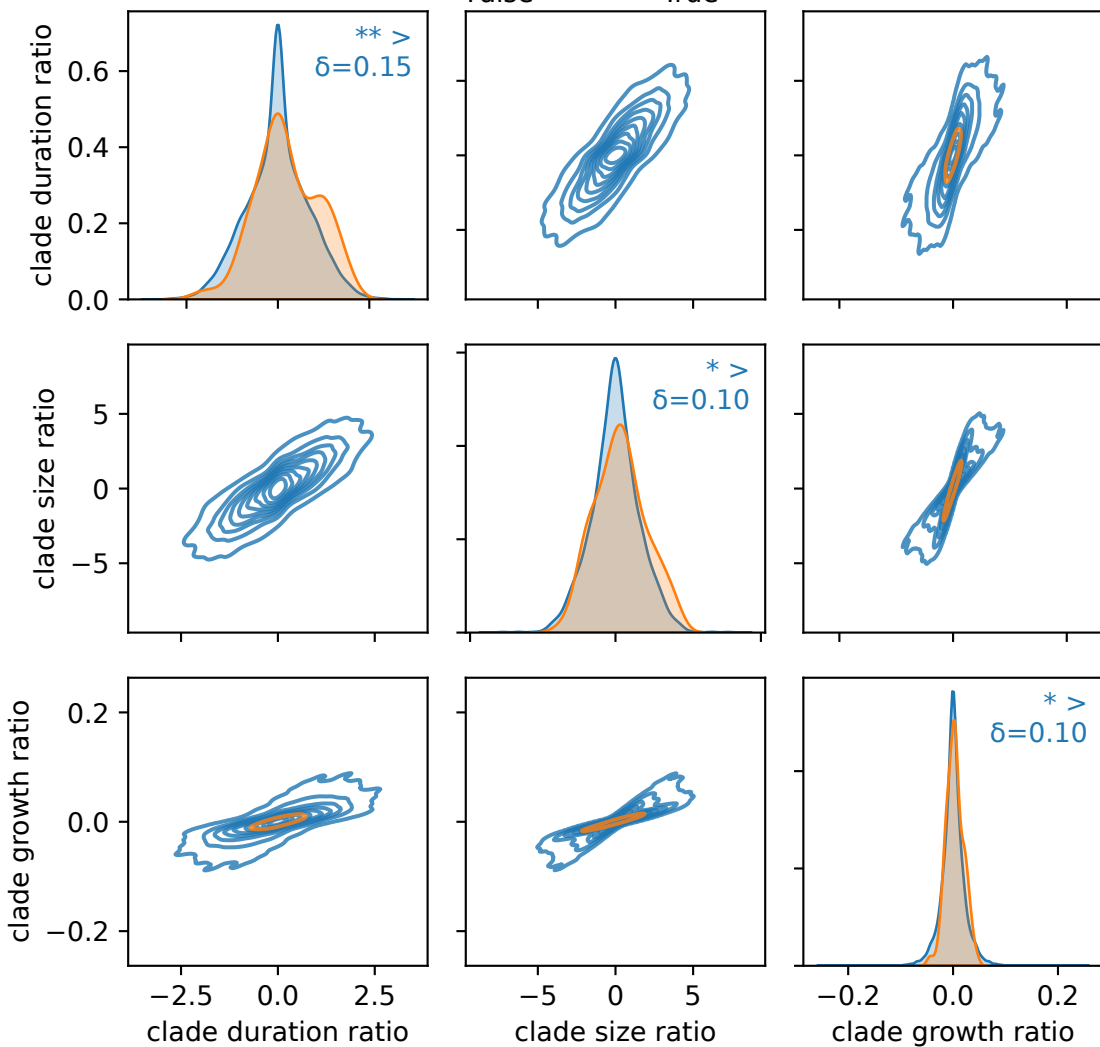 clade duration ratio
0.6
0.4
0.2
0.0
** >
δ=0.15
clade size ratio
5
0
−5
* >
δ=0.10
clade growth ratio
0.2
0.0
−0.2
* >
δ=0.10
−2.5 0.0 2.5
−5 0 5
−0.2 0.0 0.2
clade duration ratio
clade size ratio
clade growth ratio